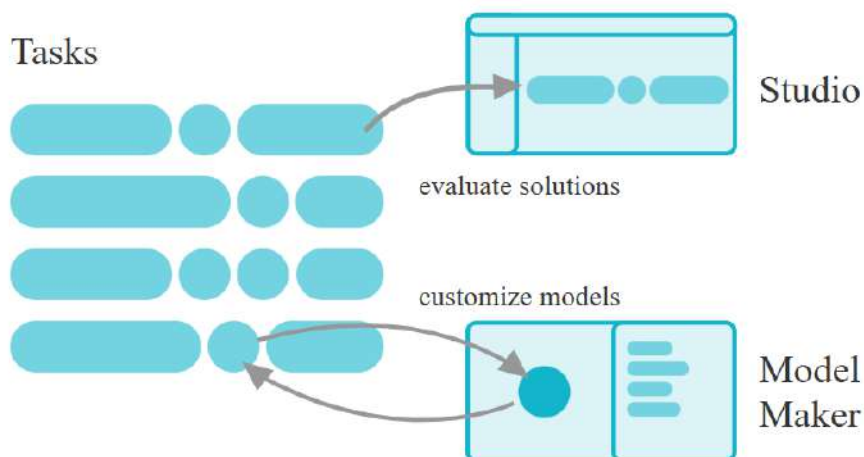 Tasks
Studio
evaluate solutions
customize models
Model
Maker